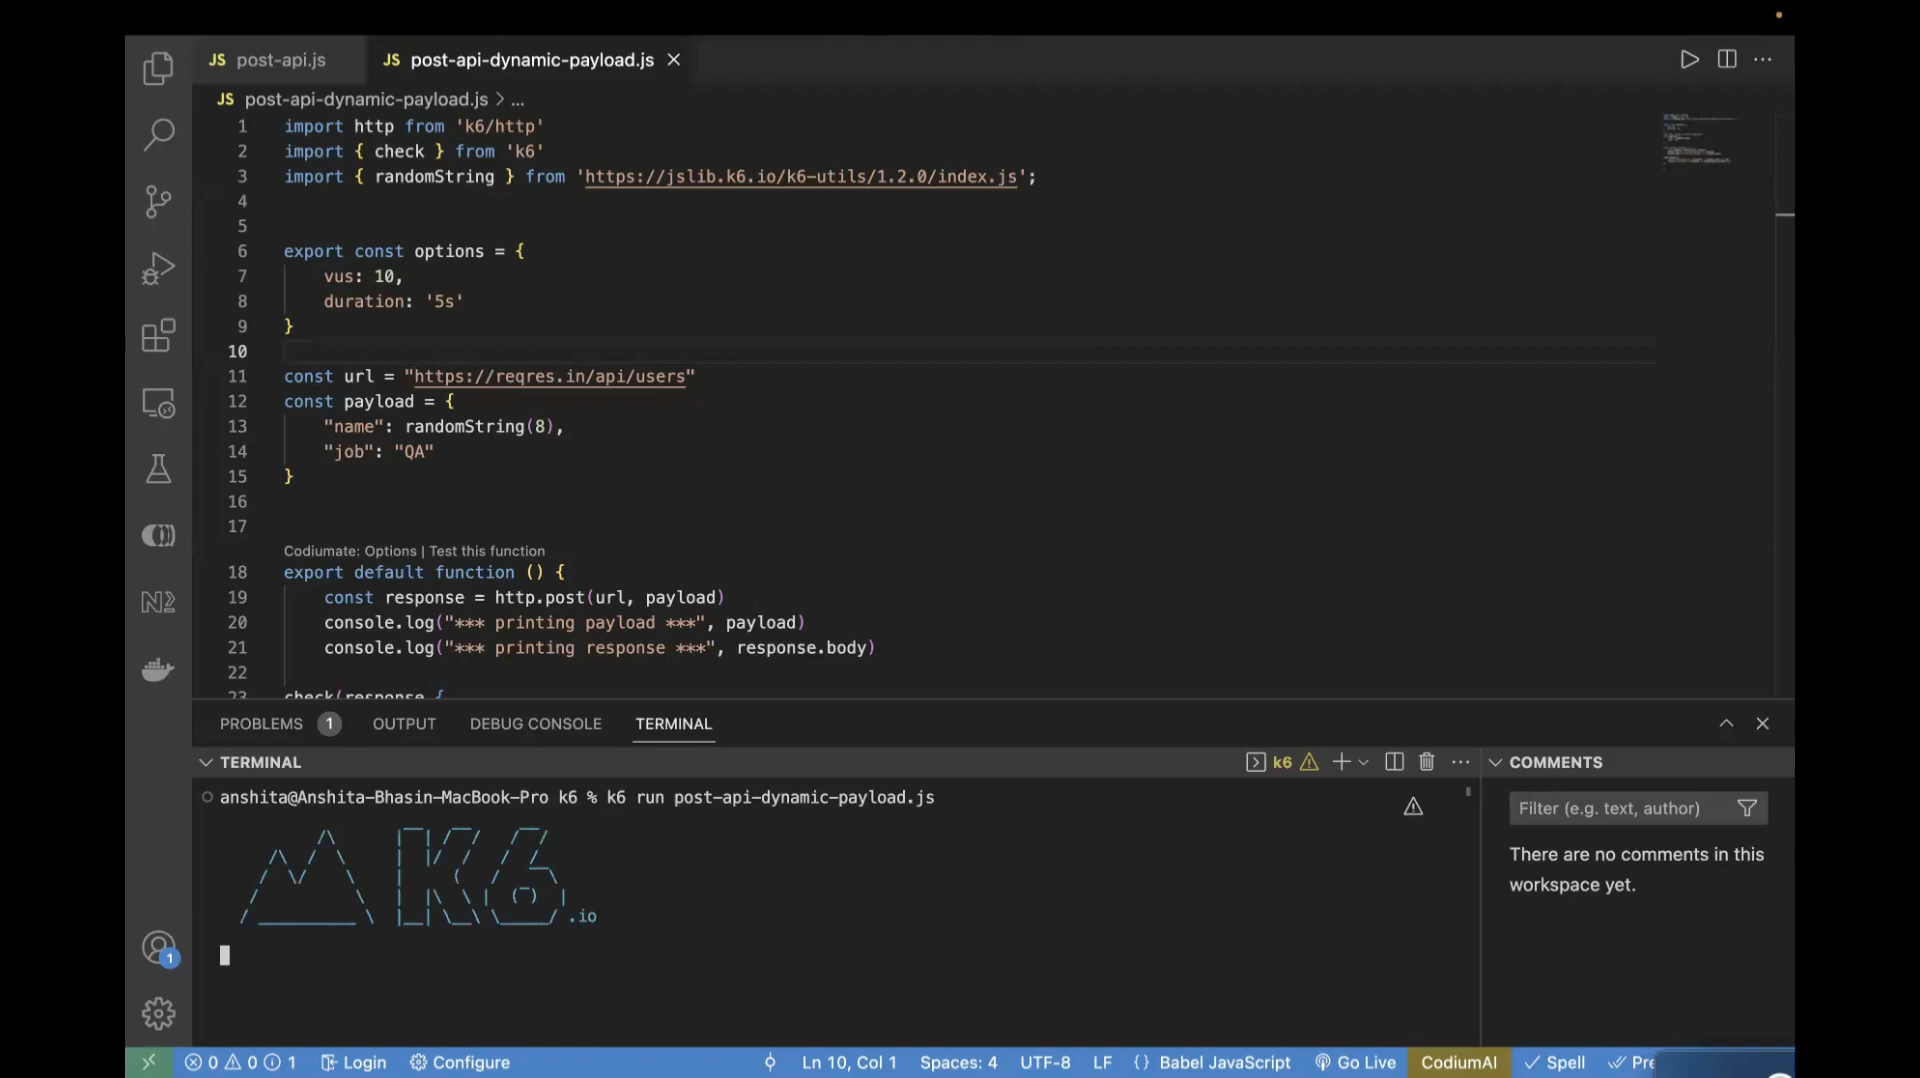 JS post-api.js
JS post-api-dynamic-payload.js
JS post-api-dynamic-payload.js > ...
1 import http from 'k6/http'
2 import { check } from 'k6'
3 import { randomString } from 'https://jslib.k6.io/k6-utils/1.2.0/index.js';
4
5
6 export const options = {
7 vus: 10,
8 duration: '5s'
9 }
10
11 const url = "https://reqres.in/api/users"
12 const payload = {
13 "name": randomString(8),
14 "job": "QA"
15 }
16
17
Codiumate: Options | Test this function
18 export default function () {
19 const response = http.post(url, payload)
20 console.log("*** printing payload ***", payload)
21 console.log("*** printing response ***", response.body)
22
23 check(response {
PROBLEMS 1 OUTPUT DEBUG CONSOLE TERMINAL
TERMINAL
k6
COMMENTS
anshita@Anshita-Bhasin-MacBook-Pro k6 % k6 run post-api-dynamic-payload.js
K6 .io
Filter (e.g. text, author)
There are no comments in this
workspace yet.
N2
1
0 0 1 Login Configure Ln 10, Col 1 Spaces: 4 UTF-8 LF {} Babel JavaScript Go Live CodiumAI Spell